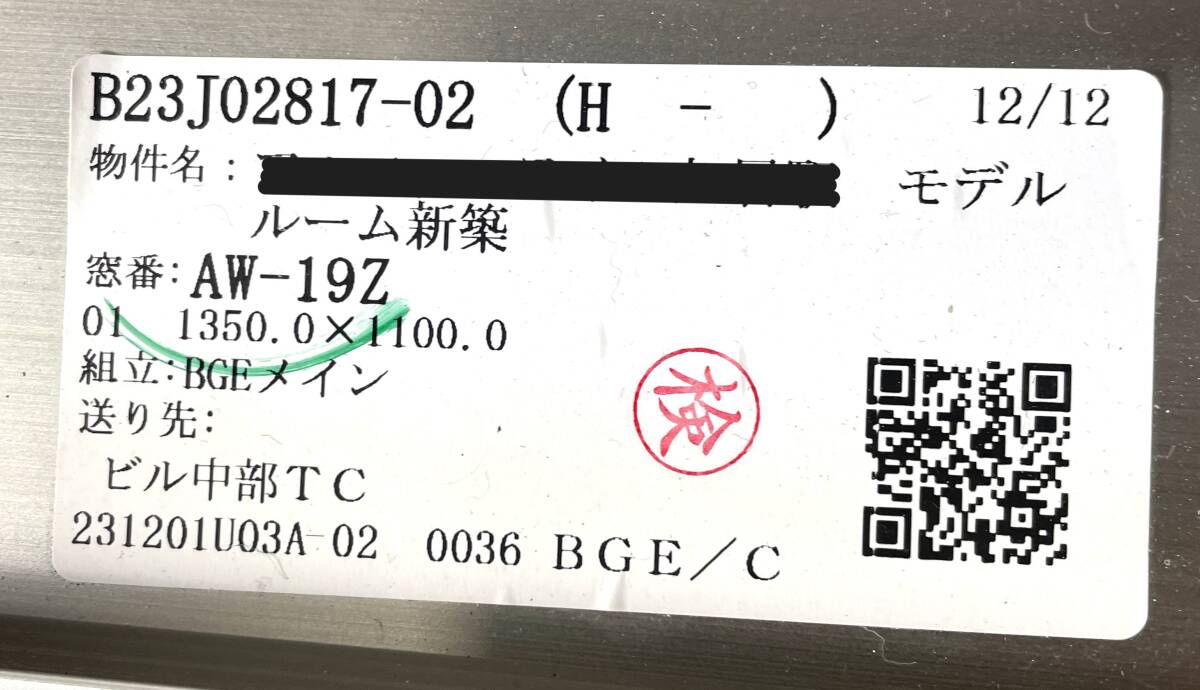 B23J02817-02 (H - ) 12/12
物件名: モデル
ルーム新築
窓番:AW-19Z
01 1350.0×1100.0
組立:BGEメイン
送り先:
検
ビル中部TC
231201U03A-02 0036 BGE/C